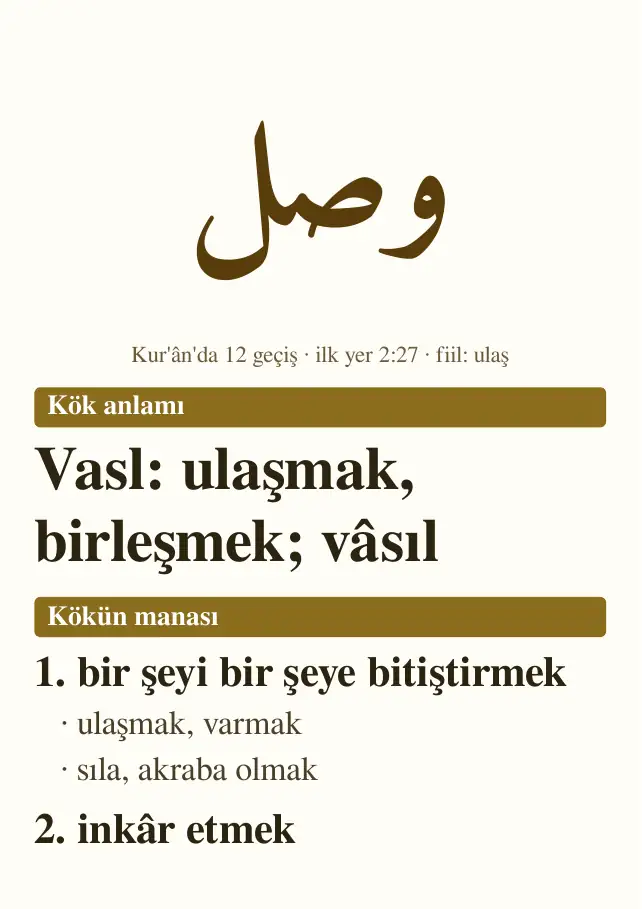 وصل
Kur'ân'da 12 geçiş · ilk yer 2:27 · fiil: ulaş
Kök anlamı
Vasl: ulaşmak,
birleşmek; vâsıl
Kökün manası
1. bir şeyi bir şeye bitiştirmek
· ulaşmak, varmak
· sıla, akraba olmak
2. inkâr etmek